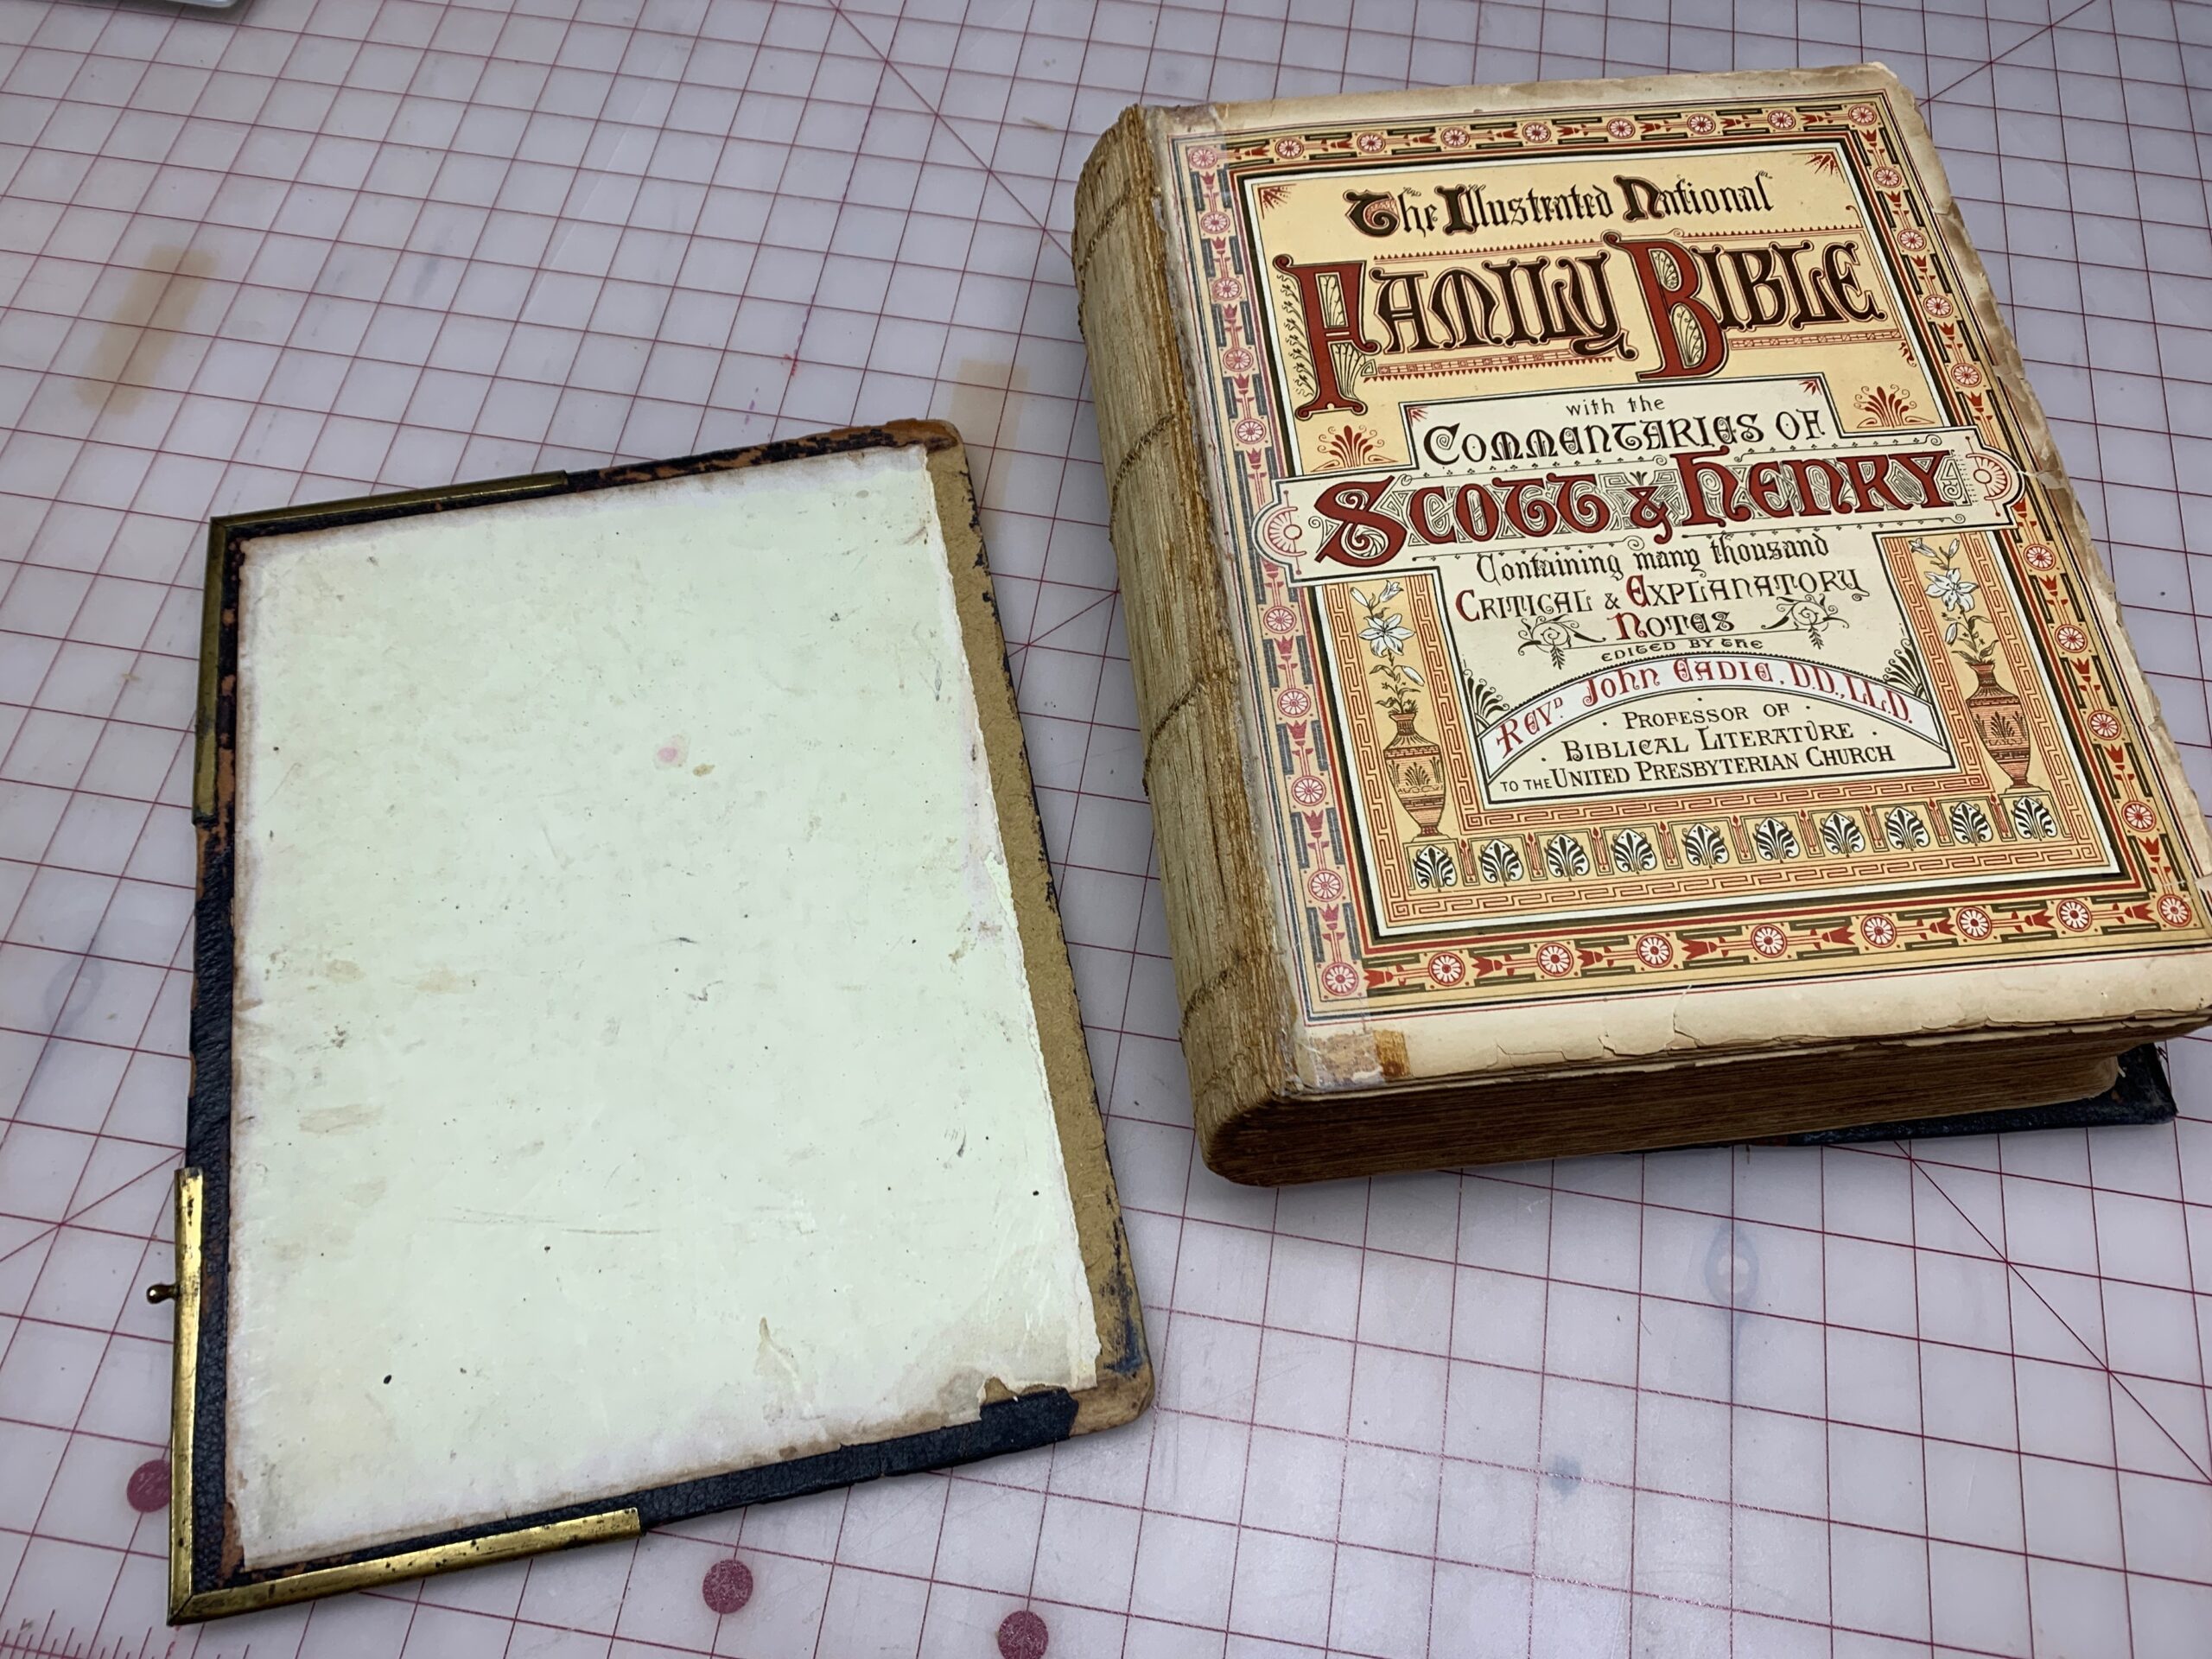 The Illustrated National
Family Bible
with the
Commentaries of
Scott & Henry
Containing many thousand
Critical & Explanatory
Notes
edited by the
Revd John Eadie, D.D., LL.D.
Professor of
Biblical Literature
to the United Presbyterian Church